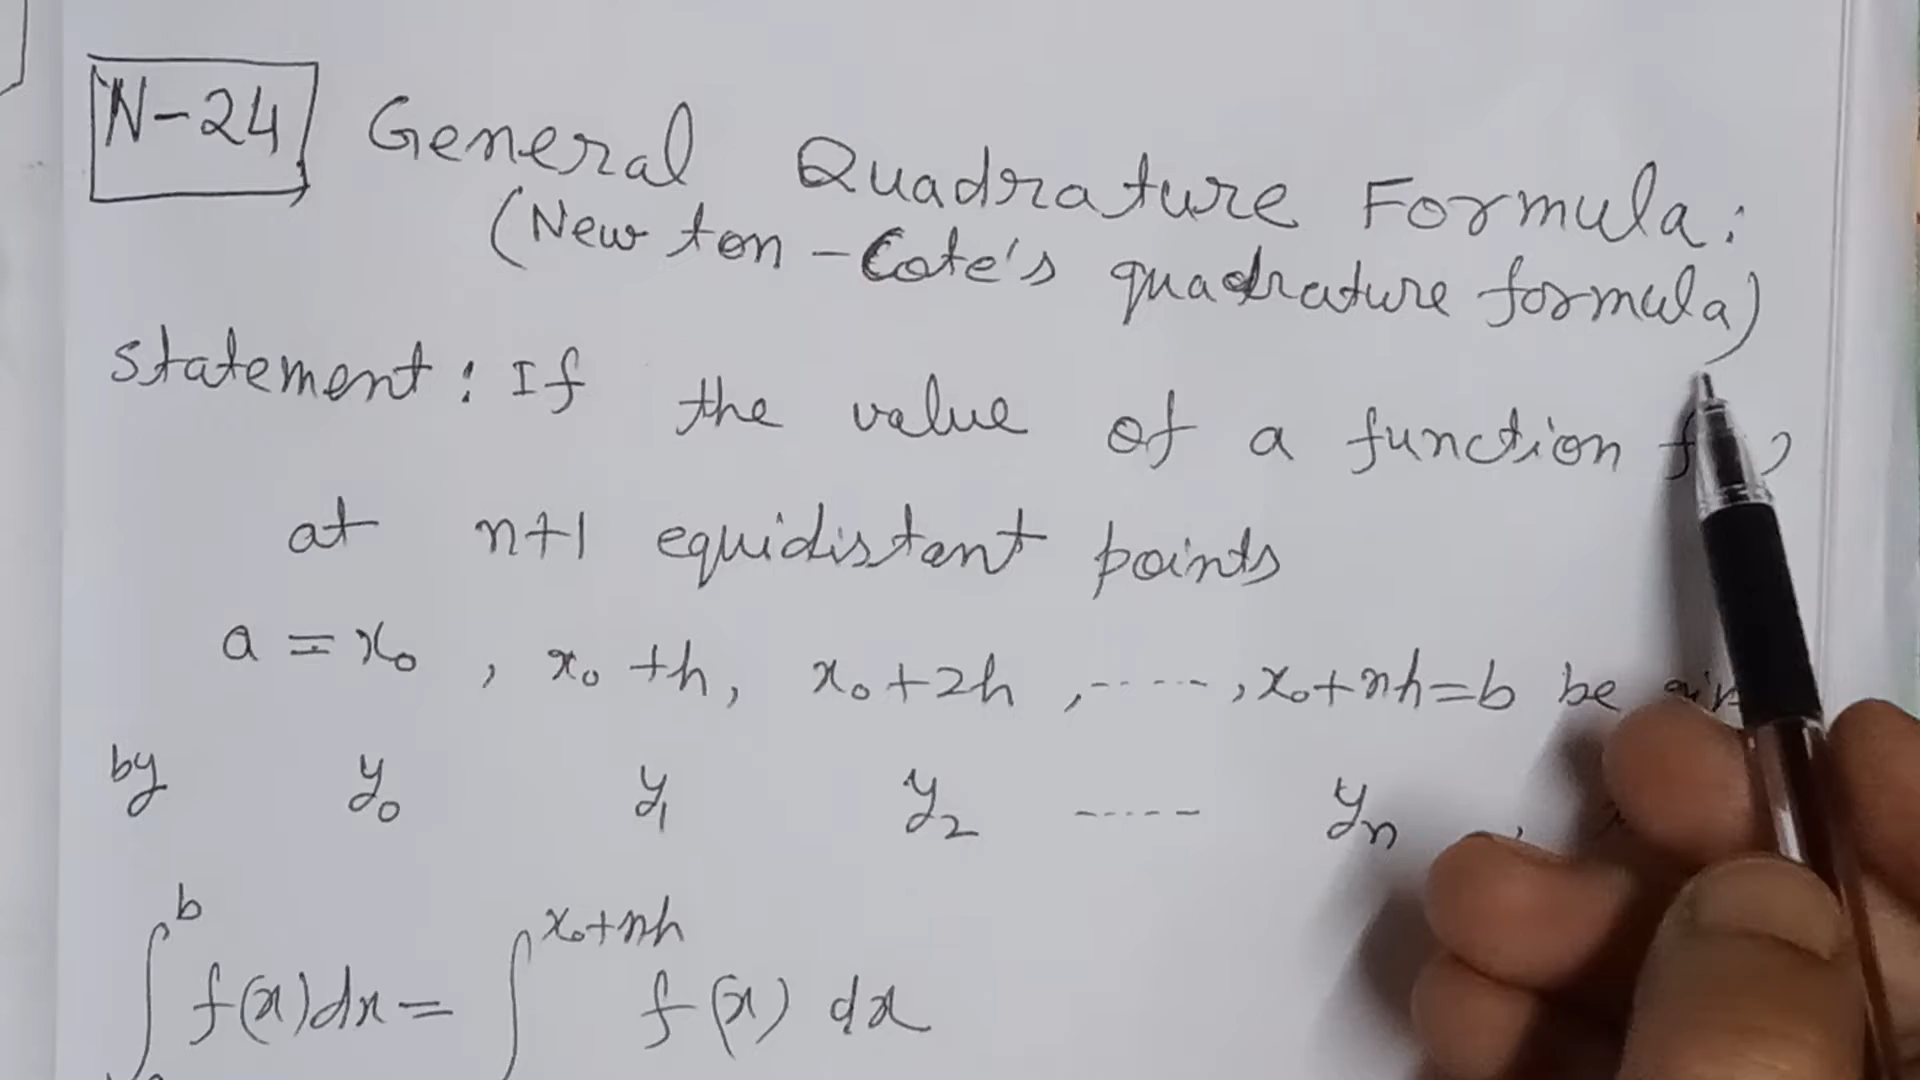 N-24 General Quadrature Formula:
(Newton-Cote's quadrature formula)
statement: If the value of a function
at n+1 equidistant points
a = x₀, x₀+h, x₀+2h, -----, x₀+nh=b be
by y₀ y₁ y₂ ----- yₙ,
∫ᵇ f(x)dx = ∫ˣ₀⁺ⁿʰ f(x) dx